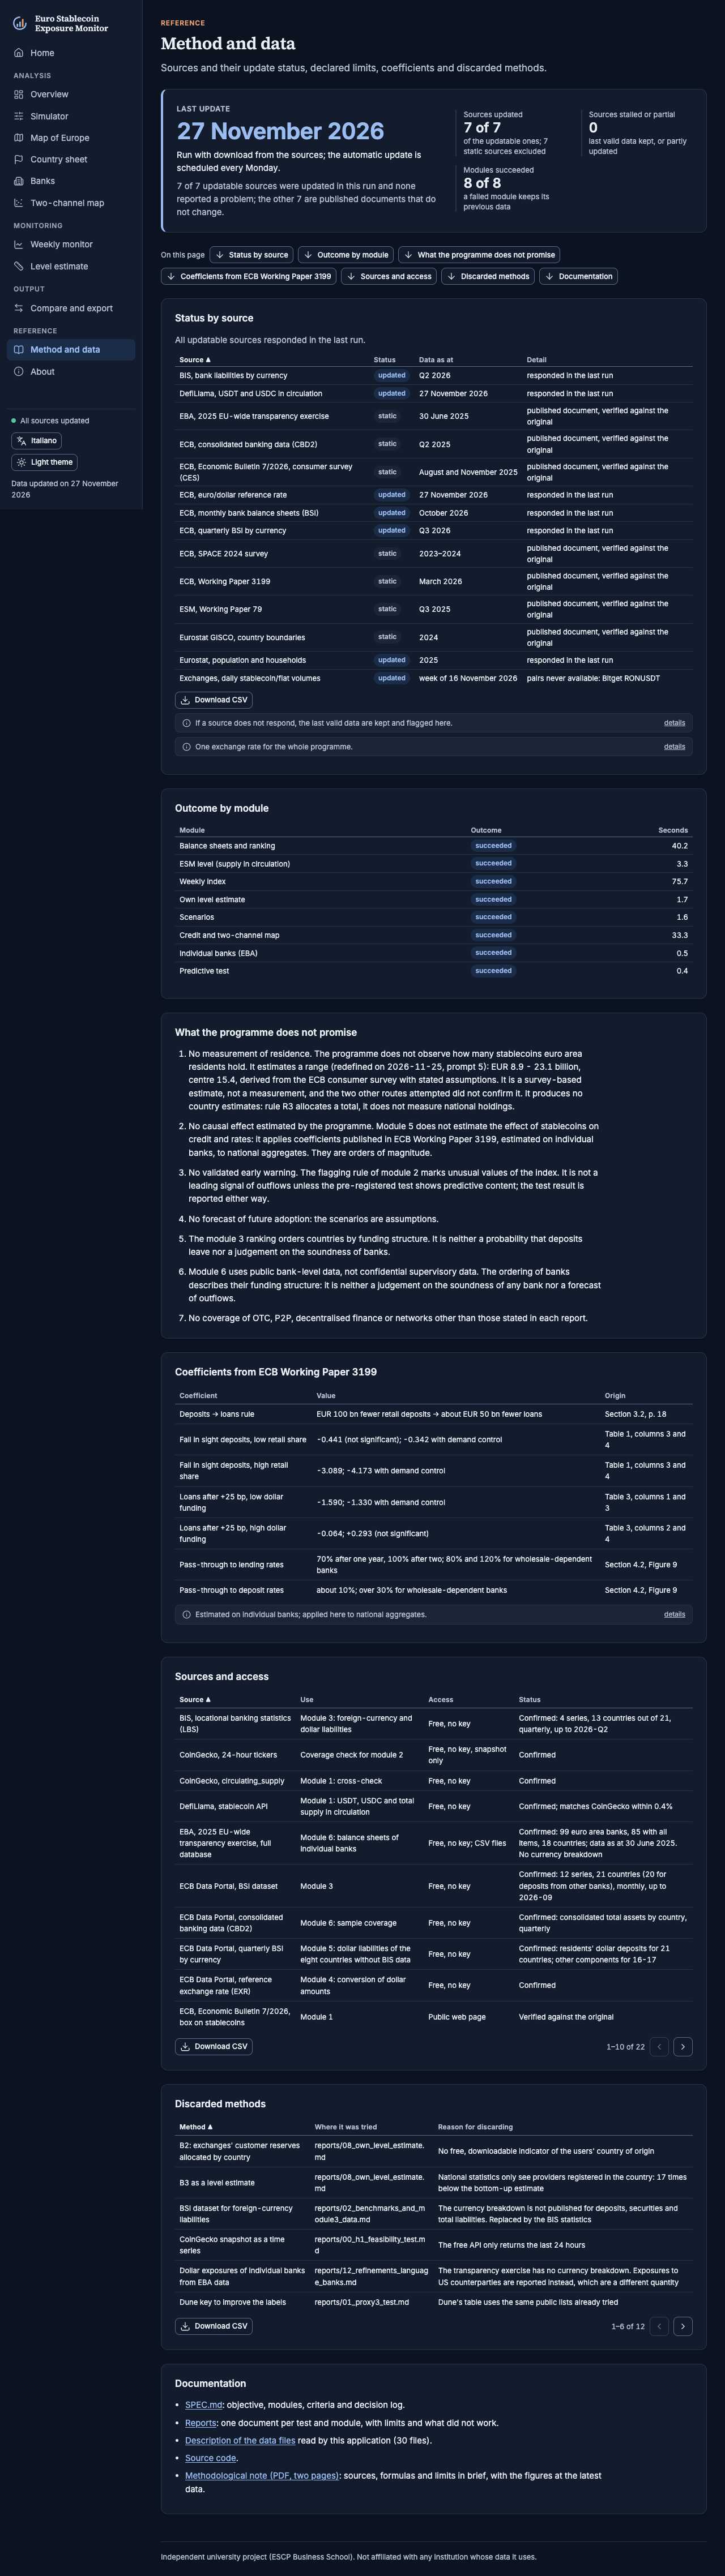 Euro Stablecoin
Exposure Monitor
Home
ANALYSIS
Overview
Simulator
Map of Europe
Country sheet
Banks
Two-channel map
MONITORING
Weekly monitor
Level estimate
OUTPUT
Compare and export
REFERENCE
Method and data
About
All sources updated
Italiano
Light theme
Data updated on 27 November
2026
REFERENCE
Method and data
Sources and their update status, declared limits, coefficients and discarded methods.
LAST UPDATE
27 November 2026
Run with download from the sources; the automatic update is
scheduled every Monday.
7 of 7 updatable sources were updated in this run and none
reported a problem; the other 7 are published documents that do
not change.
Sources updated
7 of 7
of the updatable ones; 7
static sources excluded
Sources stalled or partial
0
last valid data kept, or partly
updated
Modules succeeded
8 of 8
a failed module keeps its
previous data
On this page
Status by source
Outcome by module
What the programme does not promise
Coefficients from ECB Working Paper 3199
Sources and access
Discarded methods
Documentation
Status by source
All updatable sources responded in the last run.
Source ▲ Status Data as at Detail
BIS, bank liabilities by currency updated Q2 2026 responded in the last run
DefiLlama, USDT and USDC in circulation updated 27 November 2026 responded in the last run
EBA, 2025 EU-wide transparency exercise static 30 June 2025 published document, verified against the
original
ECB, consolidated banking data (CBD2) static Q2 2025 published document, verified against the
original
ECB, Economic Bulletin 7/2026, consumer survey
(CES) static August and November 2025 published document, verified against the
original
ECB, euro/dollar reference rate updated 27 November 2026 responded in the last run
ECB, monthly bank balance sheets (BSI) updated October 2026 responded in the last run
ECB, quarterly BSI by currency updated Q3 2026 responded in the last run
ECB, SPACE 2024 survey static 2023–2024 published document, verified against the
original
ECB, Working Paper 3199 static March 2026 published document, verified against the
original
ESM, Working Paper 79 static Q3 2025 published document, verified against the
original
Eurostat GISCO, country boundaries static 2024 published document, verified against the
original
Eurostat, population and households updated 2025 responded in the last run
Exchanges, daily stablecoin/fiat volumes updated week of 16 November 2026 pairs never available: Bitget RONUSDT
Download CSV
If a source does not respond, the last valid data are kept and flagged here. details
One exchange rate for the whole programme. details
Outcome by module
Module Outcome Seconds
Balance sheets and ranking succeeded 40.2
ESM level (supply in circulation) succeeded 3.3
Weekly index succeeded 75.7
Own level estimate succeeded 1.7
Scenarios succeeded 1.6
Credit and two-channel map succeeded 33.3
Individual banks (EBA) succeeded 0.5
Predictive test succeeded 0.4
What the programme does not promise
1. No measurement of residence. The programme does not observe how many stablecoins euro area
residents hold. It estimates a range (redefined on 2026-11-25, prompt 5): EUR 8.9 - 23.1 billion,
centre 15.4, derived from the ECB consumer survey with stated assumptions. It is a survey-based
estimate, not a measurement, and the two other routes attempted did not confirm it. It produces no
country estimates: rule R3 allocates a total, it does not measure national holdings.
2. No causal effect estimated by the programme. Module 5 does not estimate the effect of stablecoins on
credit and rates: it applies coefficients published in ECB Working Paper 3199, estimated on individual
banks, to national aggregates. They are orders of magnitude.
3. No validated early warning. The flagging rule of module 2 marks unusual values of the index. It is not a
leading signal of outflows unless the pre-registered test shows predictive content; the test result is
reported either way.
4. No forecast of future adoption: the scenarios are assumptions.
5. The module 3 ranking orders countries by funding structure. It is neither a probability that deposits
leave nor a judgement on the soundness of banks.
6. Module 6 uses public bank-level data, not confidential supervisory data. The ordering of banks
describes their funding structure: it is neither a judgement on the soundness of any bank nor a forecast
of outflows.
7. No coverage of OTC, P2P, decentralised finance or networks other than those stated in each report.
Coefficients from ECB Working Paper 3199
Coefficient Value Origin
Deposits → loans rule EUR 100 bn fewer retail deposits → about EUR 50 bn fewer loans Section 3.2, p. 18
Fall in sight deposits, low retail share -0.441 (not significant); -0.342 with demand control Table 1, columns 3 and
4
Fall in sight deposits, high retail
share -3.089; -4.173 with demand control Table 1, columns 3 and
4
Loans after +25 bp, low dollar
funding -1.590; -1.330 with demand control Table 3, columns 1 and
3
Loans after +25 bp, high dollar
funding -0.064; +0.293 (not significant) Table 3, columns 2 and
4
Pass-through to lending rates 70% after one year, 100% after two; 80% and 120% for wholesale-dependent
banks Section 4.2, Figure 9
Pass-through to deposit rates about 10%; over 30% for wholesale-dependent banks Section 4.2, Figure 9
Estimated on individual banks; applied here to national aggregates. details
Sources and access
Source ▲ Use Access Status
BIS, locational banking statistics
(LBS) Module 3: foreign-currency and
dollar liabilities Free, no key Confirmed: 4 series, 13 countries out of 21,
quarterly, up to 2026-Q2
CoinGecko, 24-hour tickers Coverage check for module 2 Free, no key, snapshot
only Confirmed
CoinGecko, circulating_supply Module 1: cross-check Free, no key Confirmed
DefiLlama, stablecoin API Module 1: USDT, USDC and total
supply in circulation Free, no key Confirmed; matches CoinGecko within 0.4%
EBA, 2025 EU-wide
transparency exercise, full
database Module 6: balance sheets of
individual banks Free, no key; CSV files Confirmed: 99 euro area banks, 85 with all
items, 18 countries; data as at 30 June 2025.
No currency breakdown
ECB Data Portal, BSI dataset Module 3 Free, no key Confirmed: 12 series, 21 countries (20 for
deposits from other banks), monthly, up to
2026-09
ECB Data Portal, consolidated
banking data (CBD2) Module 6: sample coverage Free, no key Confirmed: consolidated total assets by country,
quarterly
ECB Data Portal, quarterly BSI
by currency Module 5: dollar liabilities of the
eight countries without BIS data Free, no key Confirmed: residents' dollar deposits for 21
countries; other components for 16-17
ECB Data Portal, reference
exchange rate (EXR) Module 4: conversion of dollar
amounts Free, no key Confirmed
ECB, Economic Bulletin 7/2026,
box on stablecoins Module 1 Public web page Verified against the original
Download CSV
1–10 of 22
Discarded methods
Method ▲ Where it was tried Reason for discarding
B2: exchanges' customer reserves
allocated by country reports/08_own_level_estimate.
md No free, downloadable indicator of the users' country of origin
B3 as a level estimate reports/08_own_level_estimate.
md National statistics only see providers registered in the country: 17 times
below the bottom-up estimate
BSI dataset for foreign-currency
liabilities reports/02_benchmarks_and_m
odule3_data.md The currency breakdown is not published for deposits, securities and
total liabilities. Replaced by the BIS statistics
CoinGecko snapshot as a time
series reports/00_h1_feasibility_test.m
d The free API only returns the last 24 hours
Dollar exposures of individual banks
from EBA data reports/12_refinements_languag
e_banks.md The transparency exercise has no currency breakdown. Exposures to
US counterparties are reported instead, which are a different quantity
Dune key to improve the labels reports/01_proxy3_test.md Dune's table uses the same public lists already tried
Download CSV
1–6 of 12
Documentation
SPEC.md: objective, modules, criteria and decision log.
Reports: one document per test and module, with limits and what did not work.
Description of the data files read by this application (30 files).
Source code.
Methodological note (PDF, two pages): sources, formulas and limits in brief, with the figures at the latest
data.
Independent university project (ESCP Business School). Not affiliated with any institution whose data it uses.